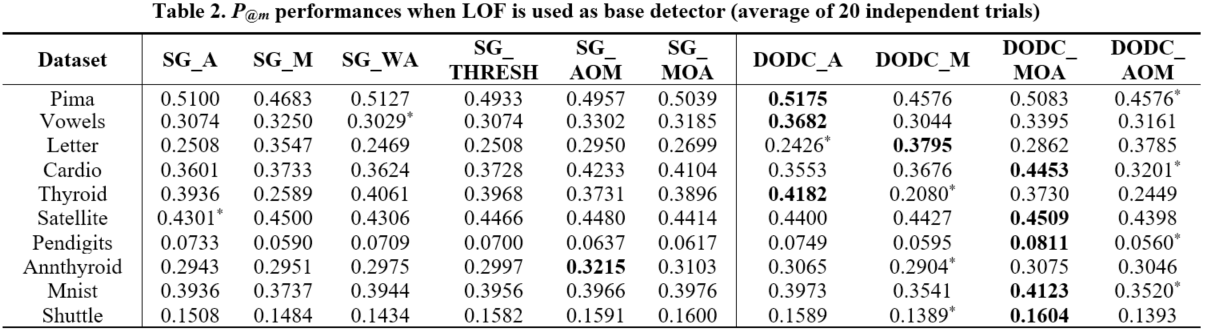 Table 2. P@m performances when LOF is used as base detector (average of 20 independent trials)
Dataset SG_A SG_M SG_WA SG_THRESH SG_AOM SG_MOA DODC_A DODC_M DODC_MOA DODC_AOM
Pima 0.5100 0.4683 0.5127 0.4933 0.4957 0.5039 0.5175 0.4576 0.5083 0.4576*
Vowels 0.3074 0.3250 0.3029* 0.3074 0.3302 0.3185 0.3682 0.3044 0.3395 0.3161
Letter 0.2508 0.3547 0.2469 0.2508 0.2950 0.2699 0.2426* 0.3795 0.2862 0.3785
Cardio 0.3601 0.3733 0.3624 0.3728 0.4233 0.4104 0.3553 0.3676 0.4453 0.3201*
Thyroid 0.3936 0.2589 0.4061 0.3968 0.3731 0.3896 0.4182 0.2080* 0.3730 0.2449
Satellite 0.4301* 0.4500 0.4306 0.4466 0.4480 0.4414 0.4400 0.4427 0.4509 0.4398
Pendigits 0.0733 0.0590 0.0709 0.0700 0.0637 0.0617 0.0749 0.0595 0.0811 0.0560*
Annthyroid 0.2943 0.2951 0.2975 0.2997 0.3215 0.3103 0.3065 0.2904* 0.3075 0.3046
Mnist 0.3936 0.3737 0.3944 0.3956 0.3966 0.3976 0.3973 0.3541 0.4123 0.3520*
Shuttle 0.1508 0.1484 0.1434 0.1582 0.1591 0.1600 0.1589 0.1389* 0.1604 0.1393